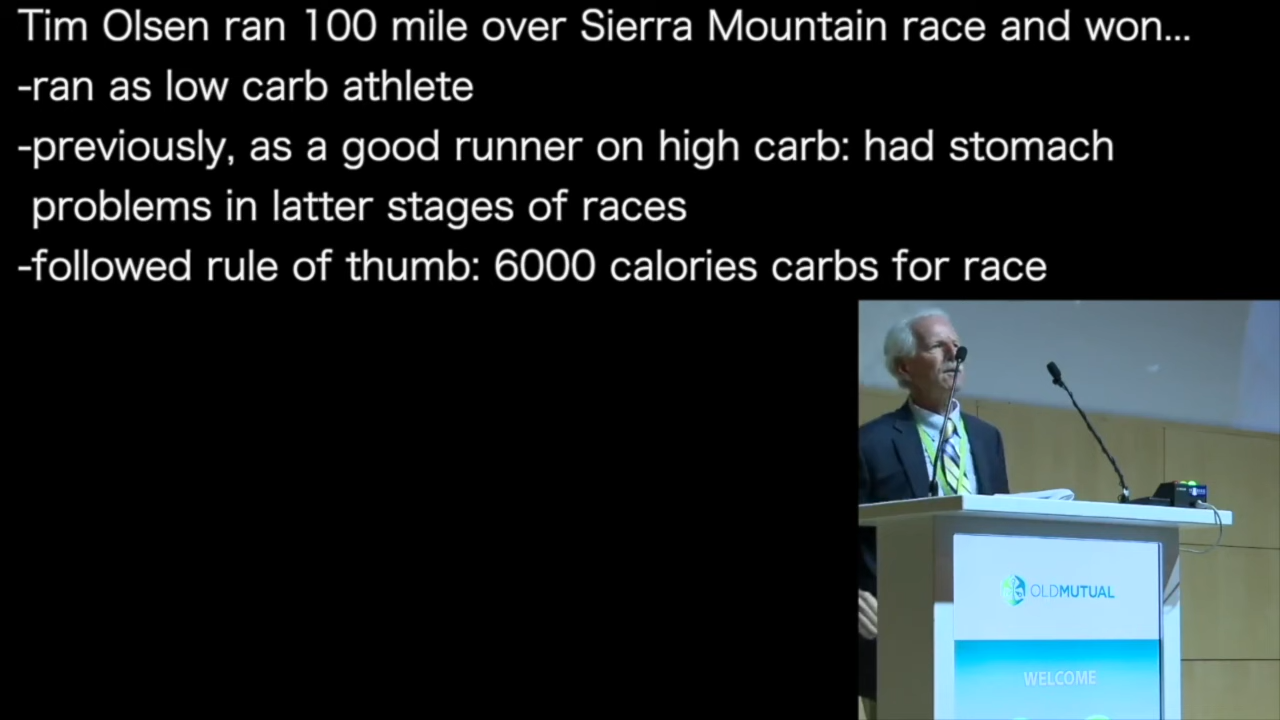 Tim Olsen ran 100 mile over Sierra Mountain race and won...
-ran as low carb athlete
-previously, as a good runner on high carb: had stomach
problems in latter stages of races
-followed rule of thumb: 6000 calories carbs for race
OLDMUTUAL
WELCOME